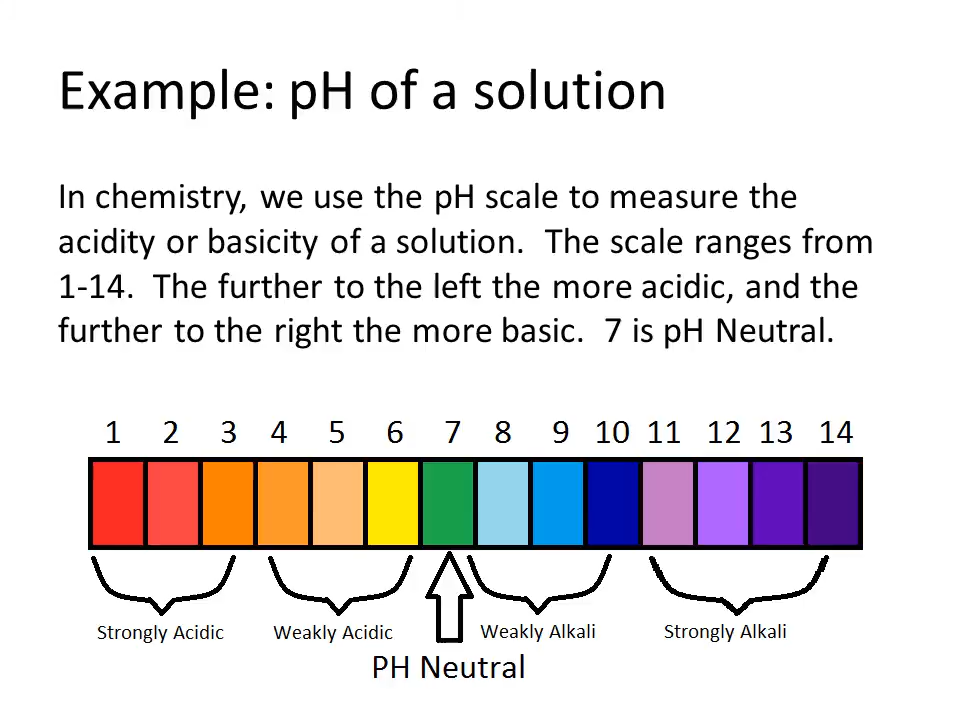 Example: pH of a solution
In chemistry, we use the pH scale to measure the
acidity or basicity of a solution.  The scale ranges from
1-14.  The further to the left the more acidic, and the
further to the right the more basic.  7 is pH Neutral.
1 2 3 4 5 6 7 8 9 10 11 12 13 14
Strongly Acidic Weakly Acidic Weakly Alkali Strongly Alkali
PH Neutral